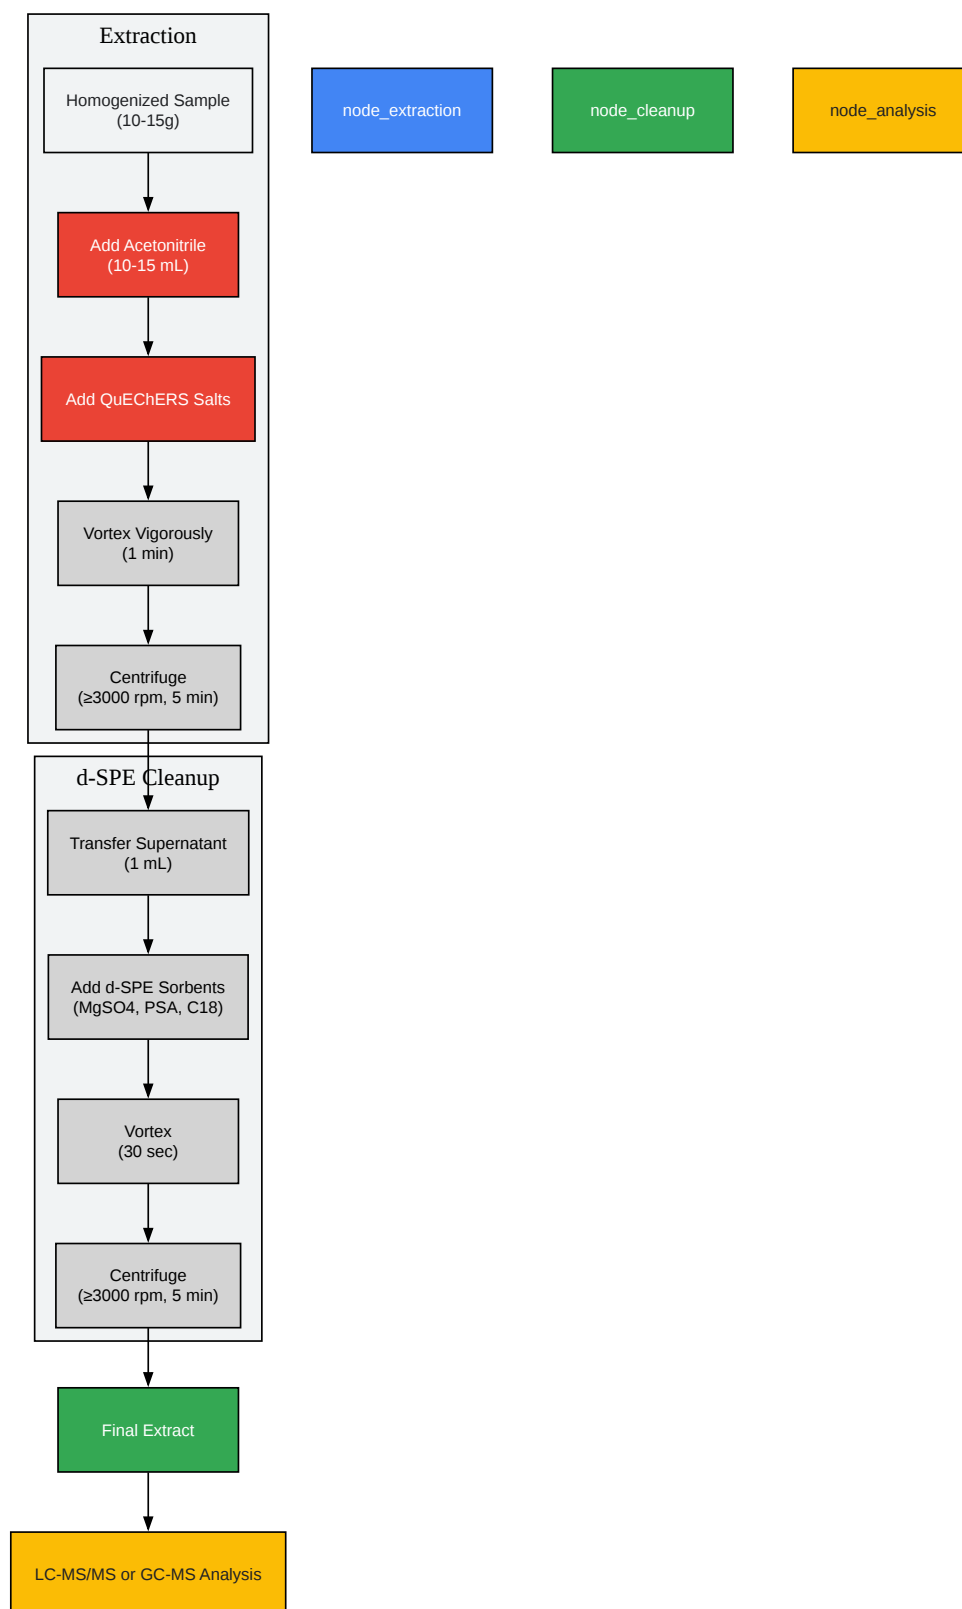 Extraction
Homogenized Sample
(10-15g)
node_extraction
node_cleanup
node_analysis
Add Acetonitrile
(10-15 mL)
Add QuEChERS Salts
Vortex Vigorously
(1 min)
Centrifuge
(≥3000 rpm, 5 min)
d-SPE Cleanup
Transfer Supernatant
(1 mL)
Add d-SPE Sorbents
(MgSO4, PSA, C18)
Vortex
(30 sec)
Centrifuge
(≥3000 rpm, 5 min)
Final Extract
LC-MS/MS or GC-MS Analysis